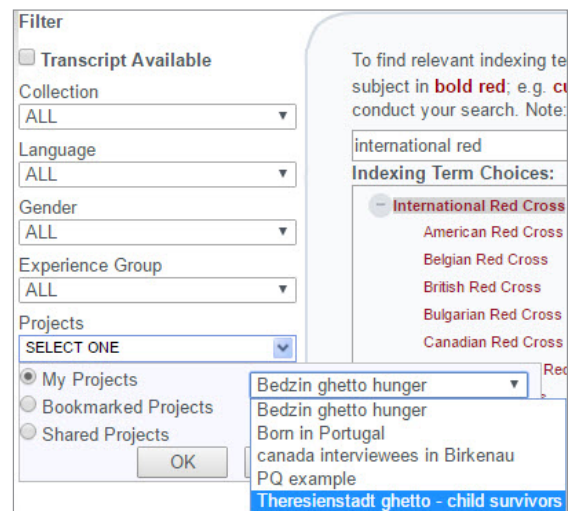 Filter
Transcript Available
Collection
ALL
Language
ALL
Gender
ALL
Experience Group
ALL
Projects
SELECT ONE
My Projects
Bookmarked Projects
Shared Projects
OK
To find relevant indexing te
subject in bold red; e.g. cu
conduct your search. Note:
international red
Indexing Term Choices:
International Red Cross
American Red Cross
Belgian Red Cross
British Red Cross
Bulgarian Red Cross
Canadian Red Cross
Red
Bedzin ghetto hunger
Bedzin ghetto hunger
Born in Portugal
canada interviewees in Birkenau
PQ example
Theresienstadt ghetto - child survivors